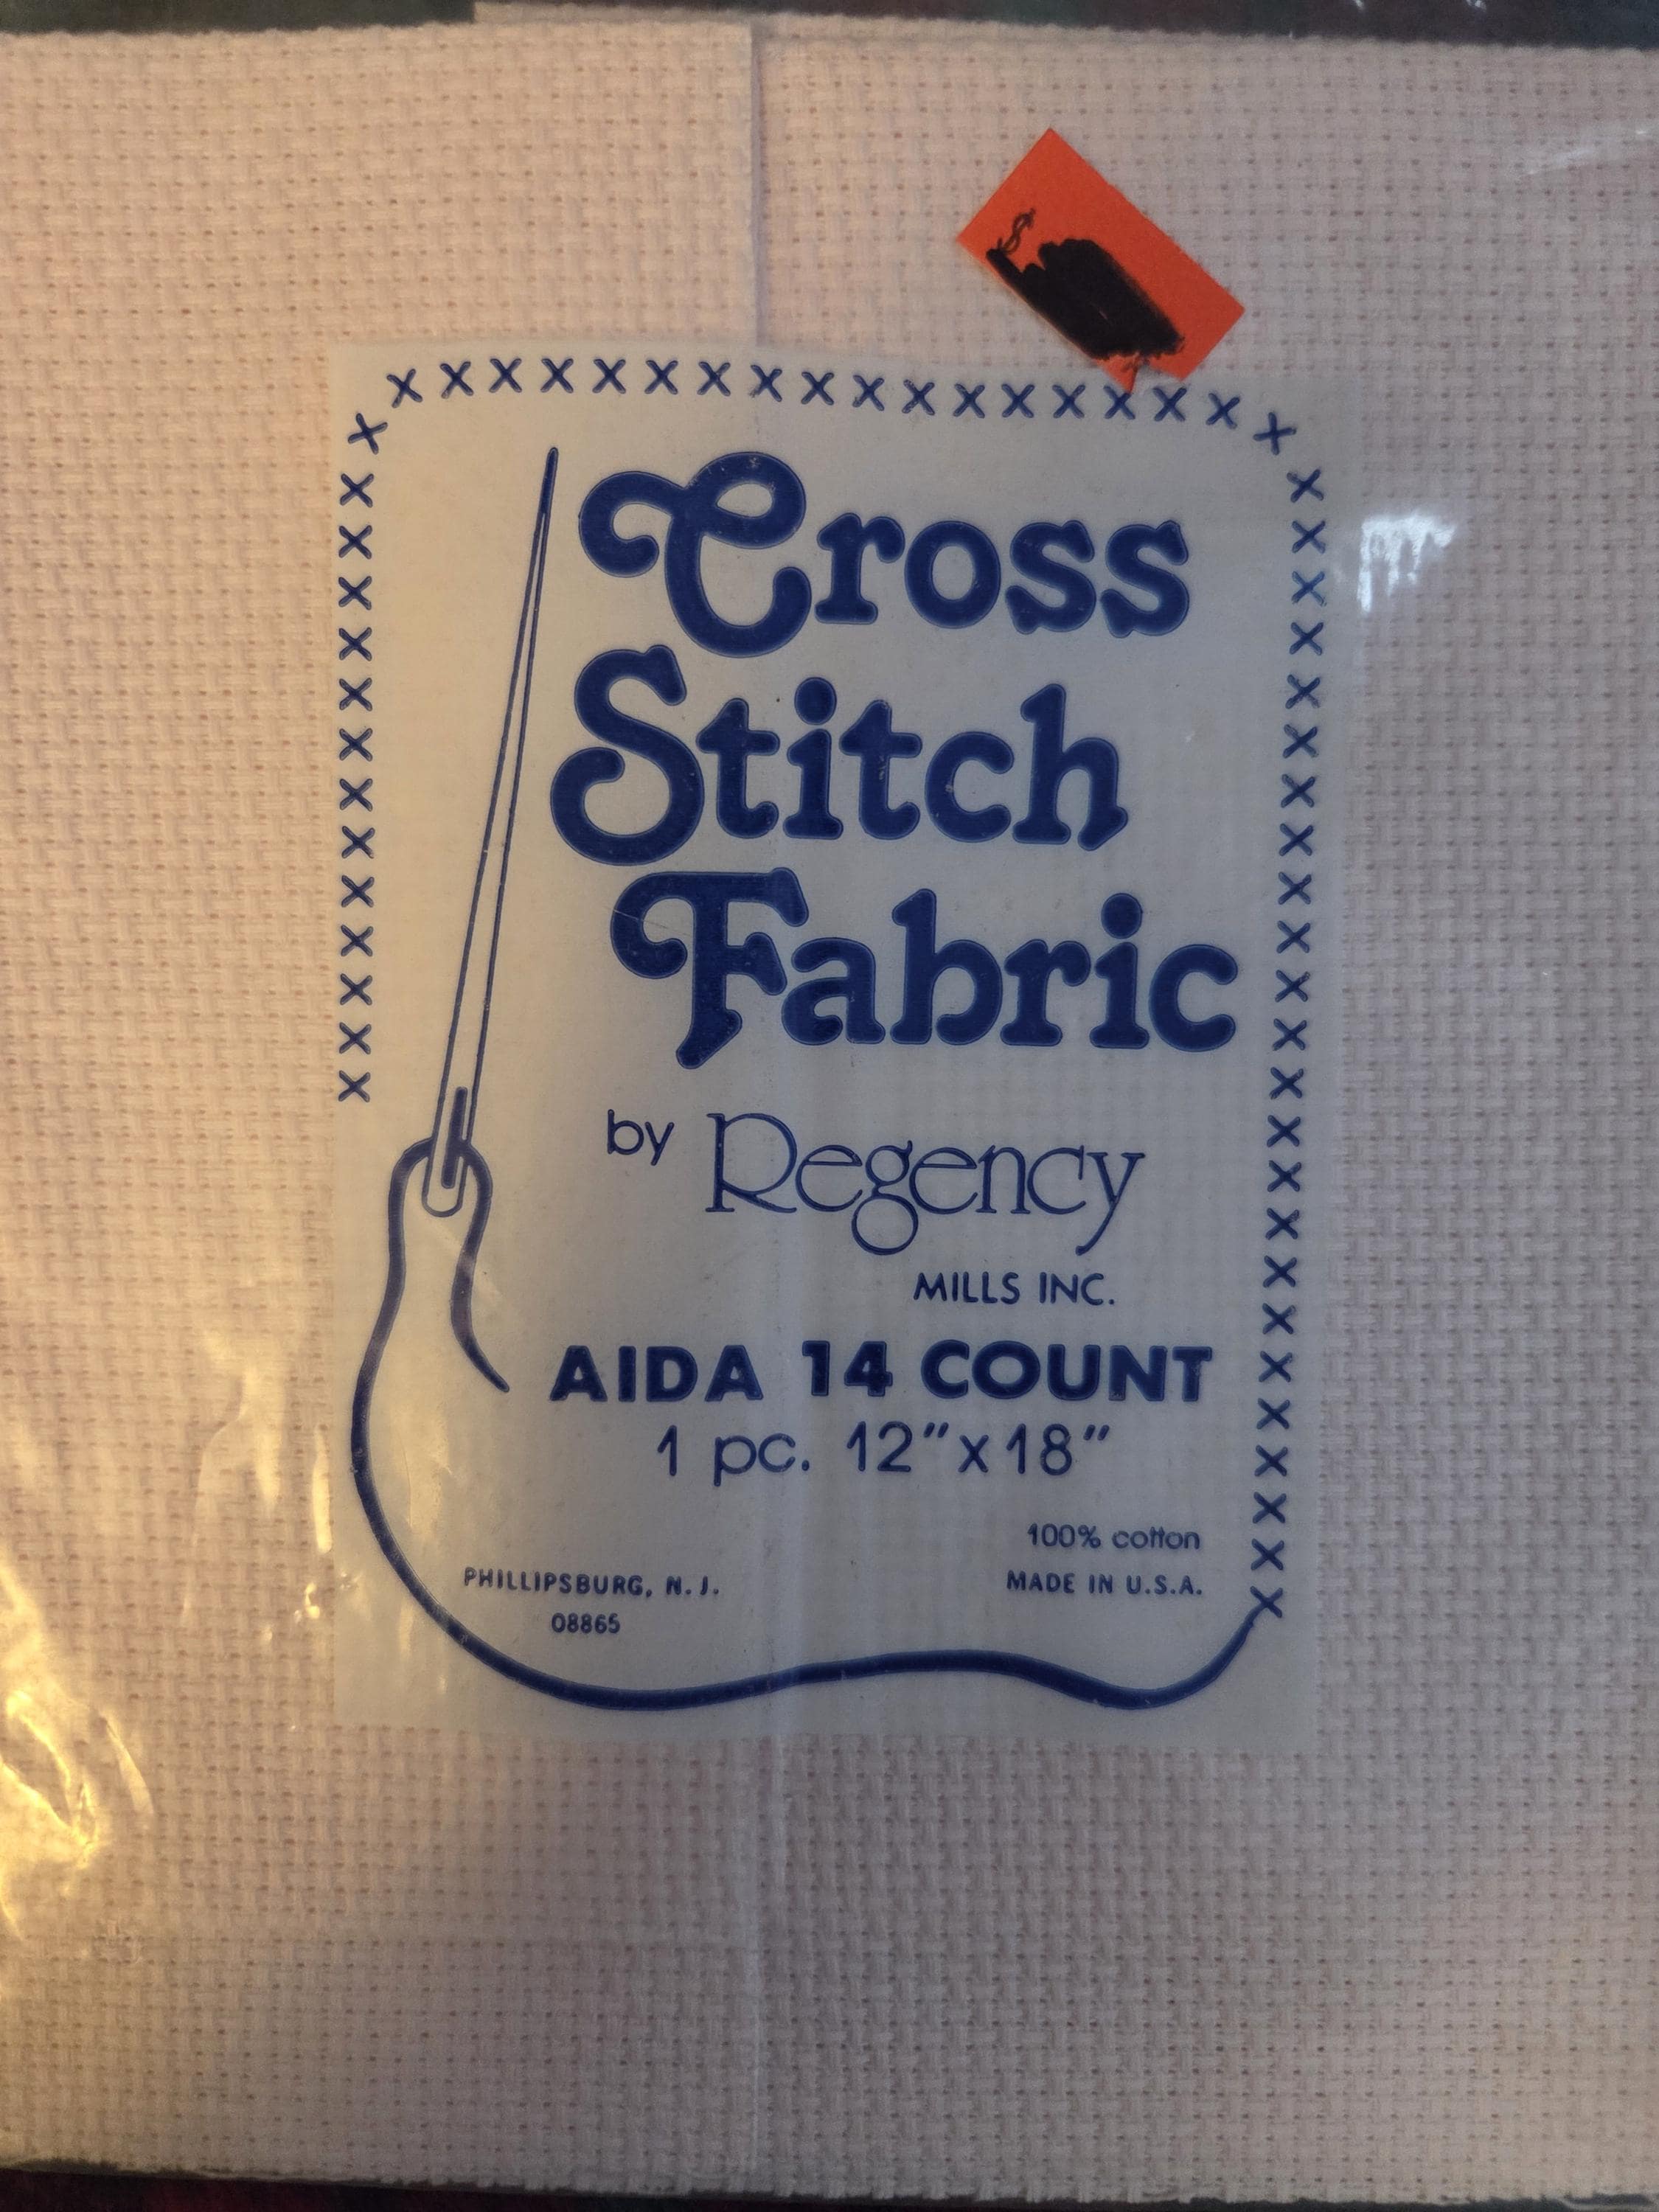 $
Cross
Stitch
Fabric
by Regency
MILLS INC.
AIDA 14 COUNT
1 pc. 12"x18"
100% cotton
PHILLIPSBURG, N.J. MADE IN U.S.A.
08865